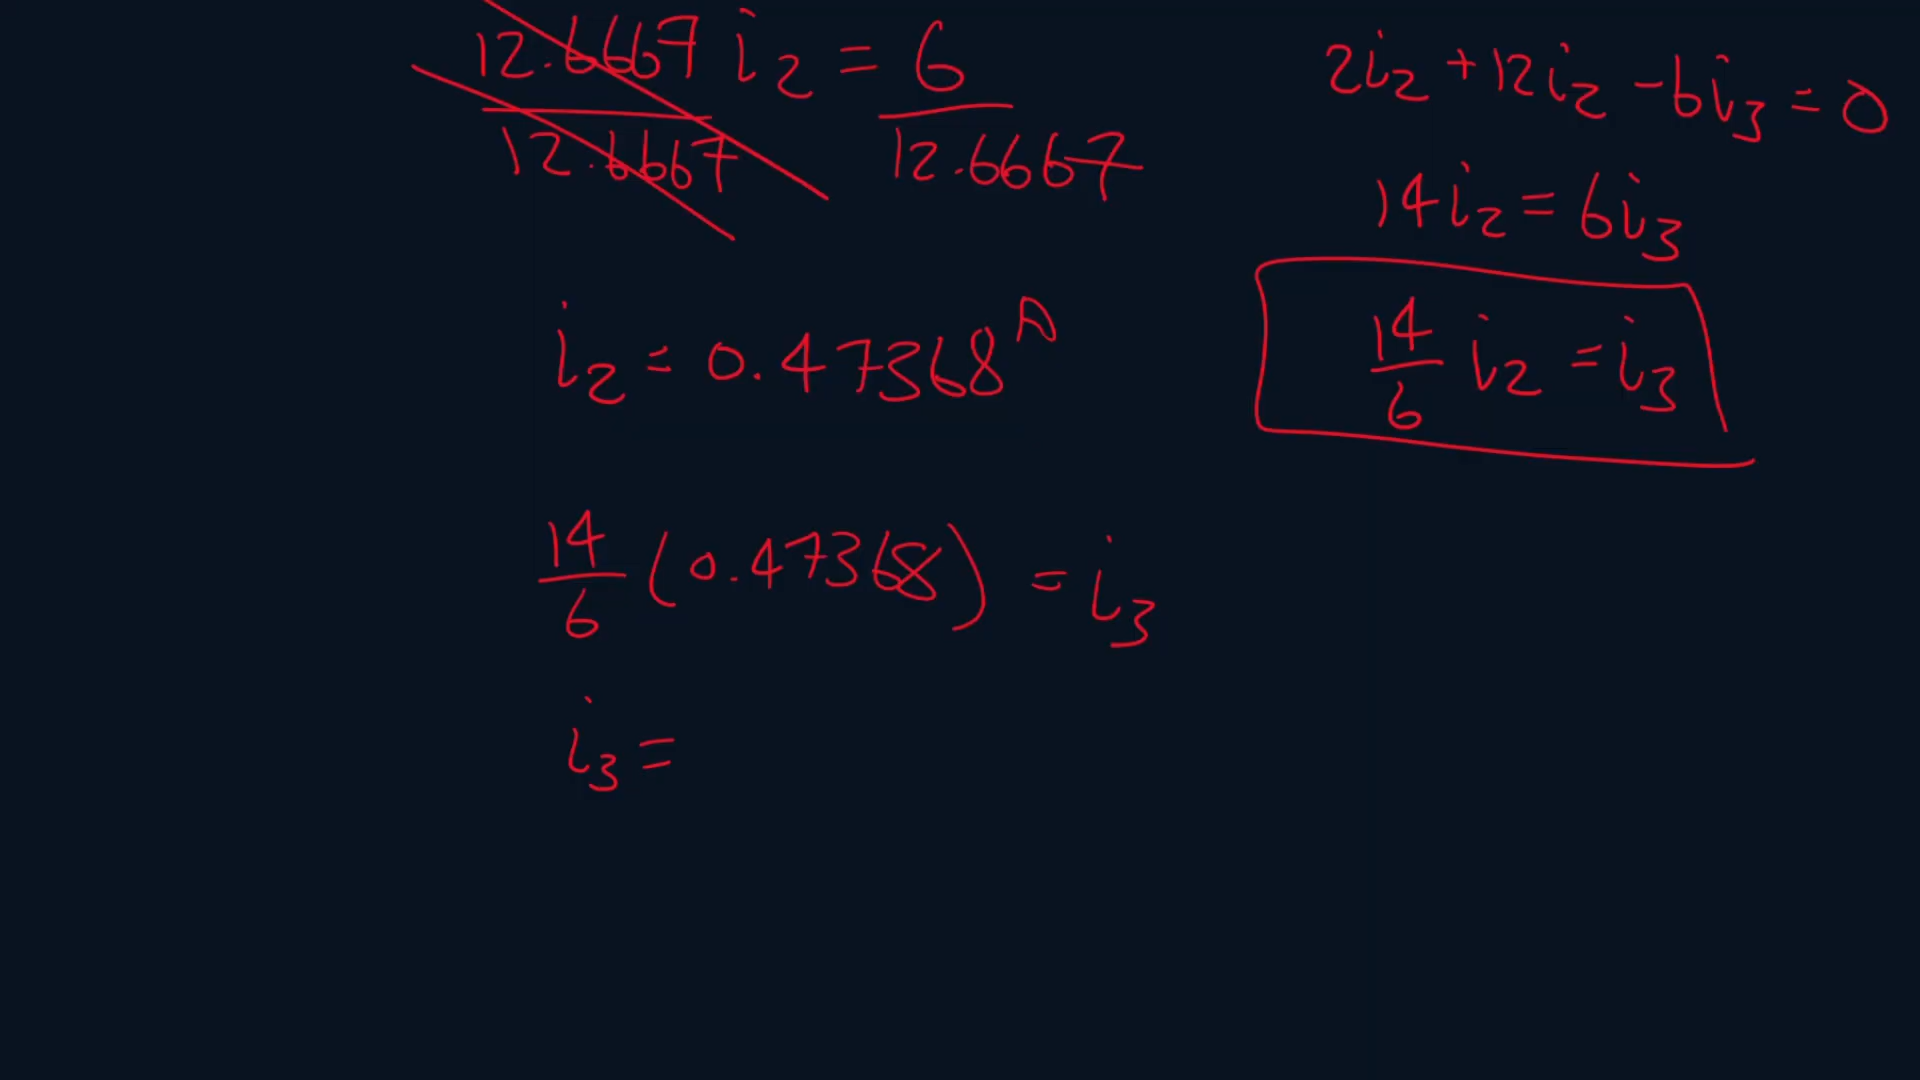 12.6667 i₂ = 6
12.6667 12.6667
i₂ = 0.47368 A
14/6 (0.47368) = i₃
i₃ =
2i₂ + 12i₂ - 6i₃ = 0
14i₂ = 6i₃
14/6 i₂ = i₃